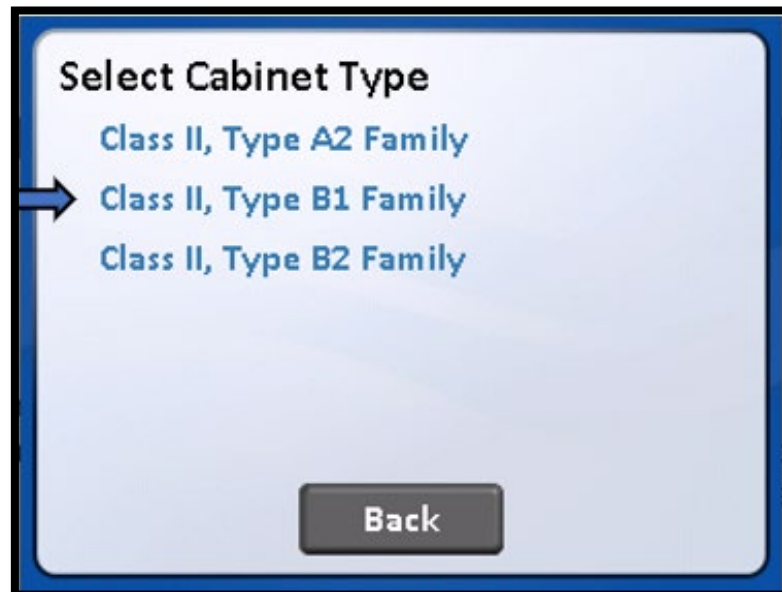 Select Cabinet Type
Class II, Type A2 Family
Class II, Type B1 Family
Class II, Type B2 Family
Back